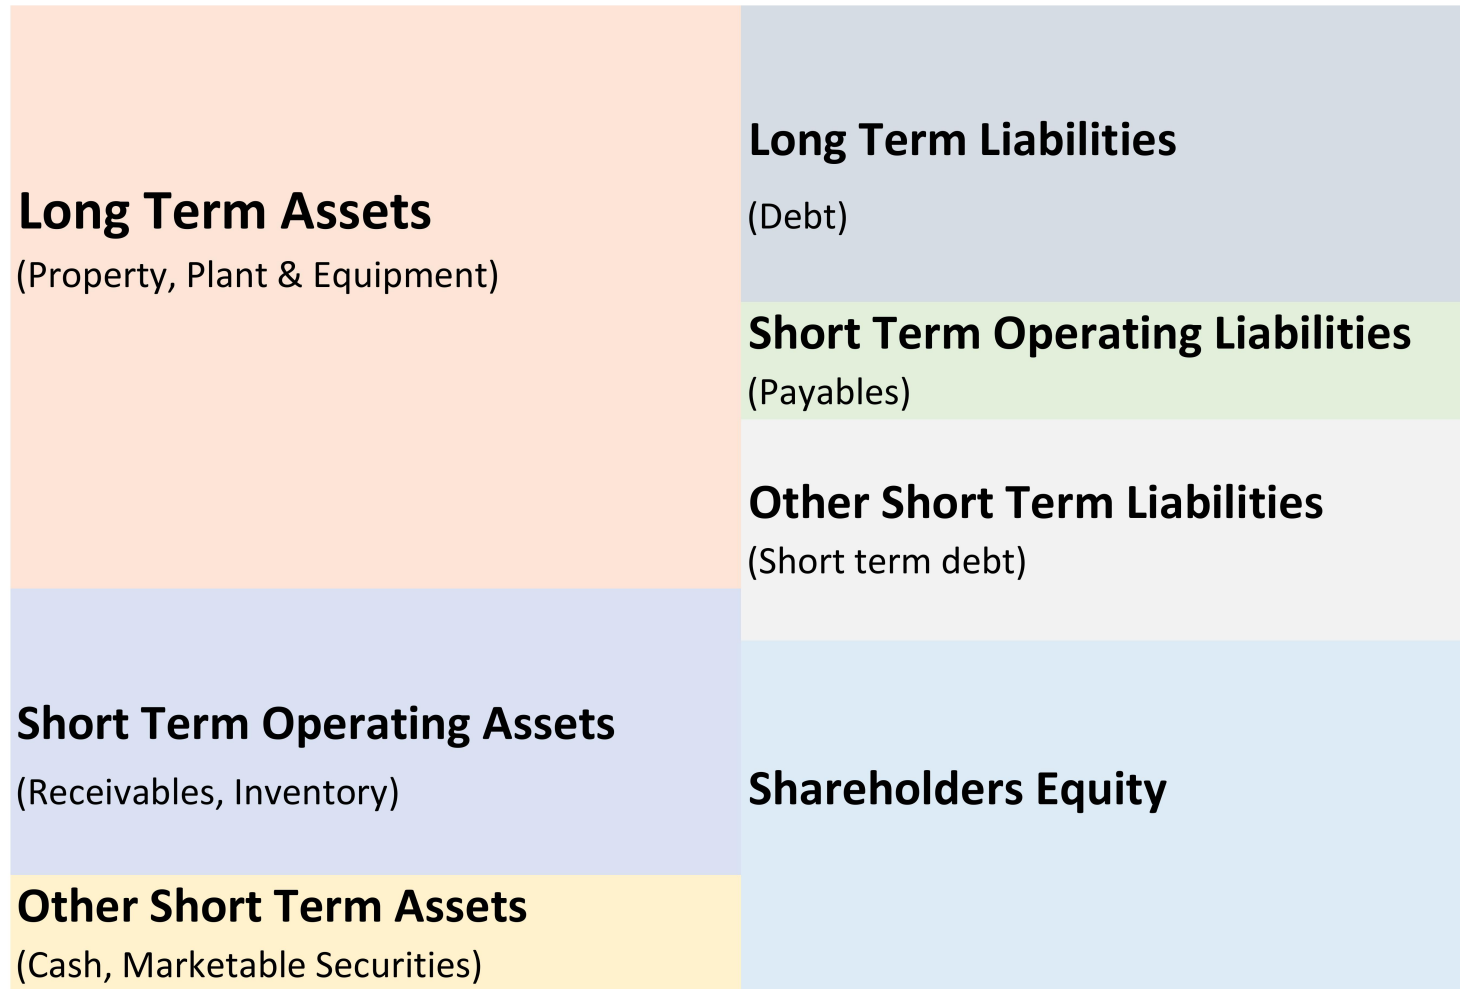 Long Term Assets
(Property, Plant & Equipment)
Short Term Operating Assets
(Receivables, Inventory)
Other Short Term Assets
(Cash, Marketable Securities)
Long Term Liabilities
(Debt)
Short Term Operating Liabilities
(Payables)
Other Short Term Liabilities
(Short term debt)
Shareholders Equity